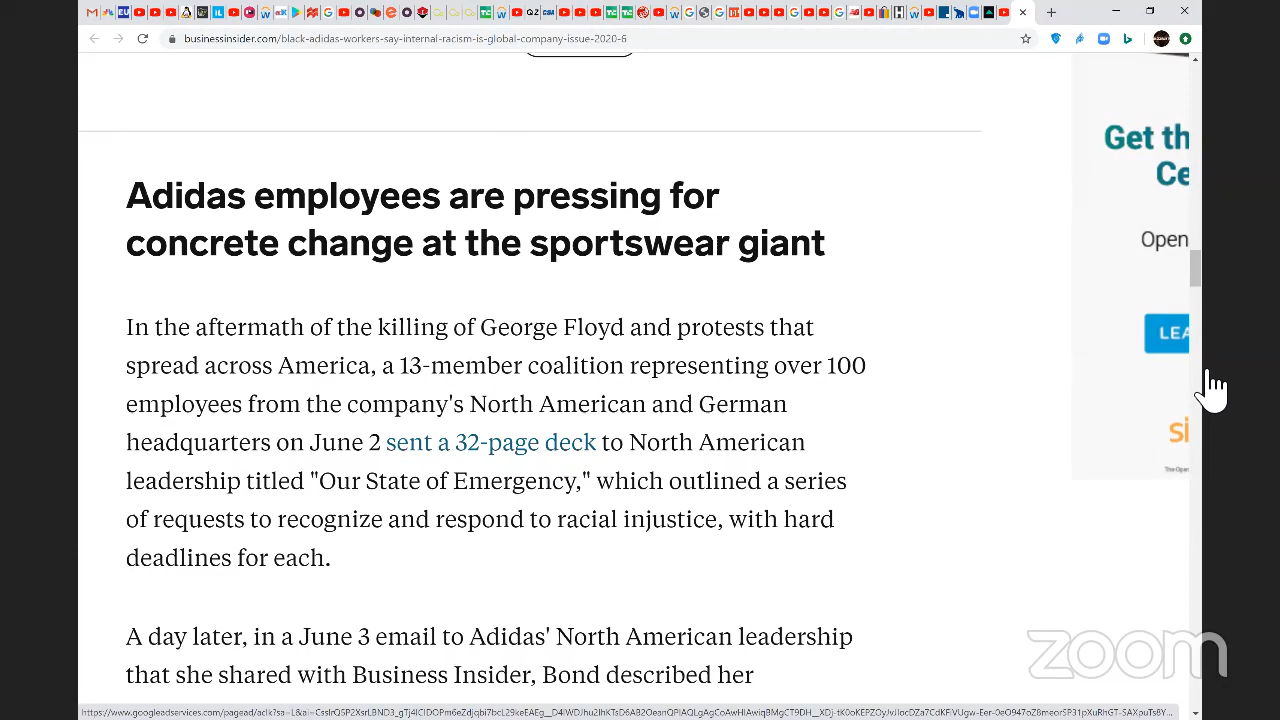 businessinsider.com/black-adidas-workers-say-internal-racism-is-global-company-issue-2020-6
Get th
Ce
Open
LEA
si
Adidas employees are pressing for
concrete change at the sportswear giant
In the aftermath of the killing of George Floyd and protests that
spread across America, a 13-member coalition representing over 100
employees from the company's North American and German
headquarters on June 2 sent a 32-page deck to North American
leadership titled "Our State of Emergency," which outlined a series
of requests to recognize and respond to racial injustice, with hard
deadlines for each.
A day later, in a June 3 email to Adidas' North American leadership
that she shared with Business Insider, Bond described her
zoom